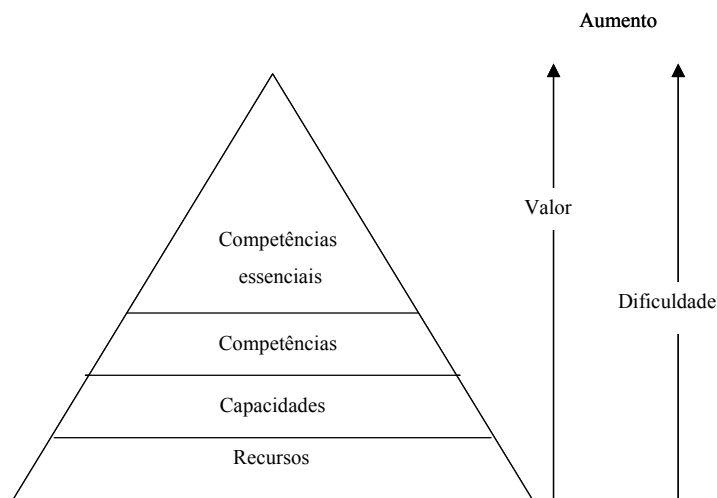 Aumento
Valor
Competências
essenciais
Dificuldade
Competências
Capacidades
Recursos